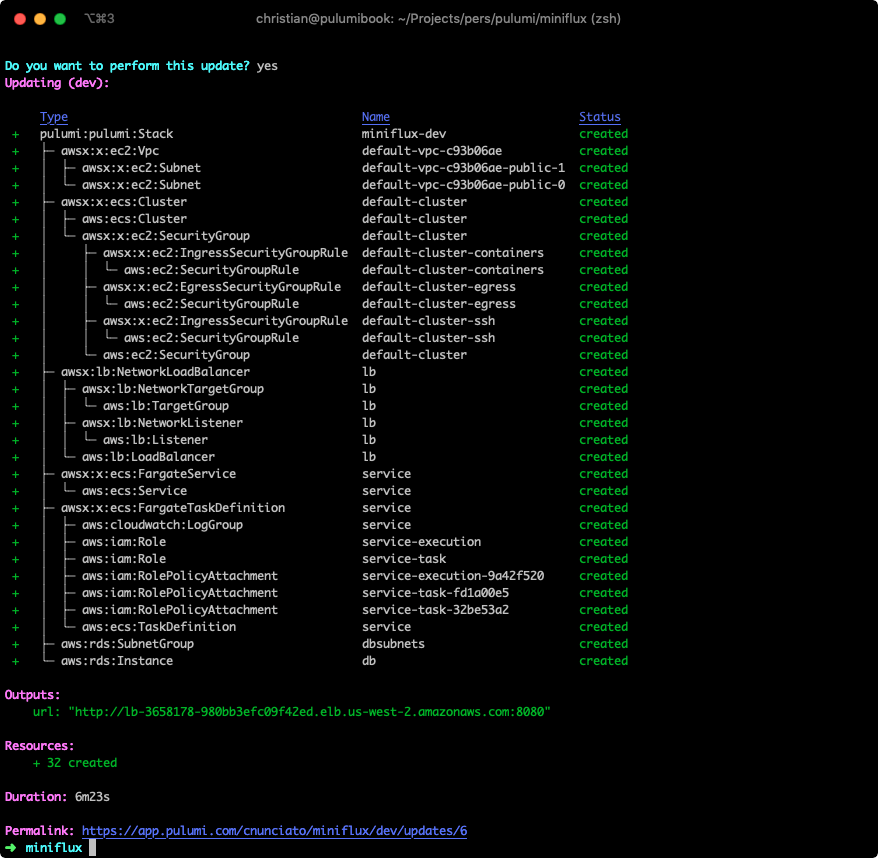 ⌥⌘3 christian@pulumibook: ~/Projects/pers/pulumi/miniflux (zsh)
Do you want to perform this update? yes
Updating (dev):
Type Name Status
+ pulumi:pulumi:Stack miniflux-dev created
+ ├─ awsx:x:ec2:Vpc default-vpc-c93b06ae created
+ │ ├─ awsx:x:ec2:Subnet default-vpc-c93b06ae-public-1 created
+ │ └─ awsx:x:ec2:Subnet default-vpc-c93b06ae-public-0 created
+ ├─ awsx:x:ecs:Cluster default-cluster created
+ │ ├─ aws:ecs:Cluster default-cluster created
+ │ └─ awsx:x:ec2:SecurityGroup default-cluster created
+ │ ├─ awsx:x:ec2:IngressSecurityGroupRule default-cluster-containers created
+ │ │ └─ aws:ec2:SecurityGroupRule default-cluster-containers created
+ │ ├─ awsx:x:ec2:EgressSecurityGroupRule default-cluster-egress created
+ │ │ └─ aws:ec2:SecurityGroupRule default-cluster-egress created
+ │ ├─ awsx:x:ec2:IngressSecurityGroupRule default-cluster-ssh created
+ │ │ └─ aws:ec2:SecurityGroupRule default-cluster-ssh created
+ │ └─ aws:ec2:SecurityGroup default-cluster created
+ ├─ awsx:lb:NetworkLoadBalancer lb created
+ │ ├─ awsx:lb:NetworkTargetGroup lb created
+ │ │ └─ aws:lb:TargetGroup lb created
+ │ ├─ awsx:lb:NetworkListener lb created
+ │ │ └─ aws:lb:Listener lb created
+ │ └─ aws:lb:LoadBalancer lb created
+ ├─ awsx:x:ecs:FargateService service created
+ │ └─ aws:ecs:Service service created
+ ├─ awsx:x:ecs:FargateTaskDefinition service created
+ │ ├─ aws:cloudwatch:LogGroup service created
+ │ ├─ aws:iam:Role service-execution created
+ │ ├─ aws:iam:Role service-task created
+ │ ├─ aws:iam:RolePolicyAttachment service-execution-9a42f520 created
+ │ ├─ aws:iam:RolePolicyAttachment service-task-fd1a00e5 created
+ │ ├─ aws:iam:RolePolicyAttachment service-task-32be53a2 created
+ │ └─ aws:ecs:TaskDefinition service created
+ ├─ aws:rds:SubnetGroup dbsubnets created
+ └─ aws:rds:Instance db created
Outputs:
url: "http://lb-3658178-980bb3efc09f42ed.elb.us-west-2.amazonaws.com:8080"
Resources:
+ 32 created
Duration: 6m23s
Permalink: https://app.pulumi.com/cnunciato/miniflux/dev/updates/6
➜ miniflux